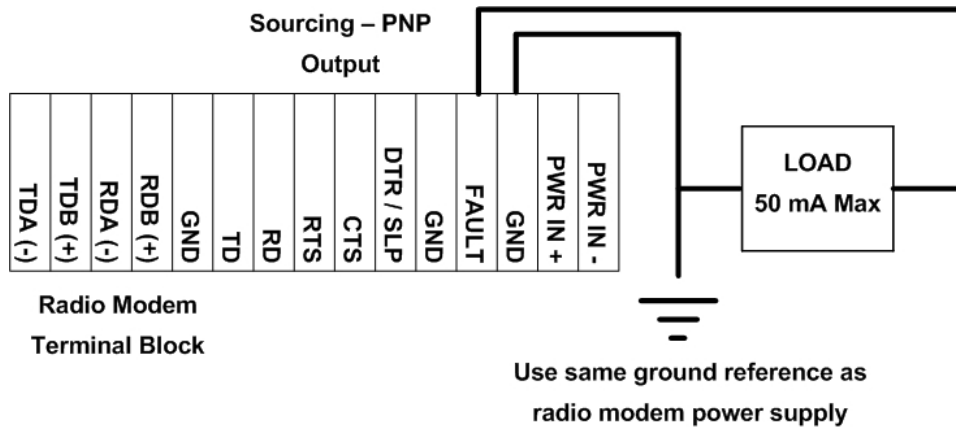 Sourcing – PNP
Output
TDA (-)
TDB (+)
RDA (-)
RDB (+)
GND
TD
RD
RTS
CTS
DTR / SLP
GND
FAULT
GND
PWR IN +
PWR IN -
LOAD
50 mA Max
Radio Modem
Terminal Block
Use same ground reference as
radio modem power supply